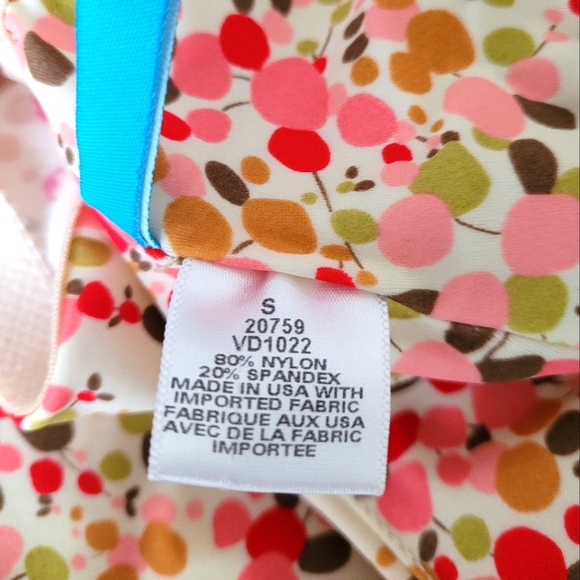 S
20759
VD1022
80% NYLON
20% SPANDEX
MADE IN USA WITH
IMPORTED FABRIC
FABRIQUE AUX USA
AVEC DE LA FABRIC
IMPORTEE